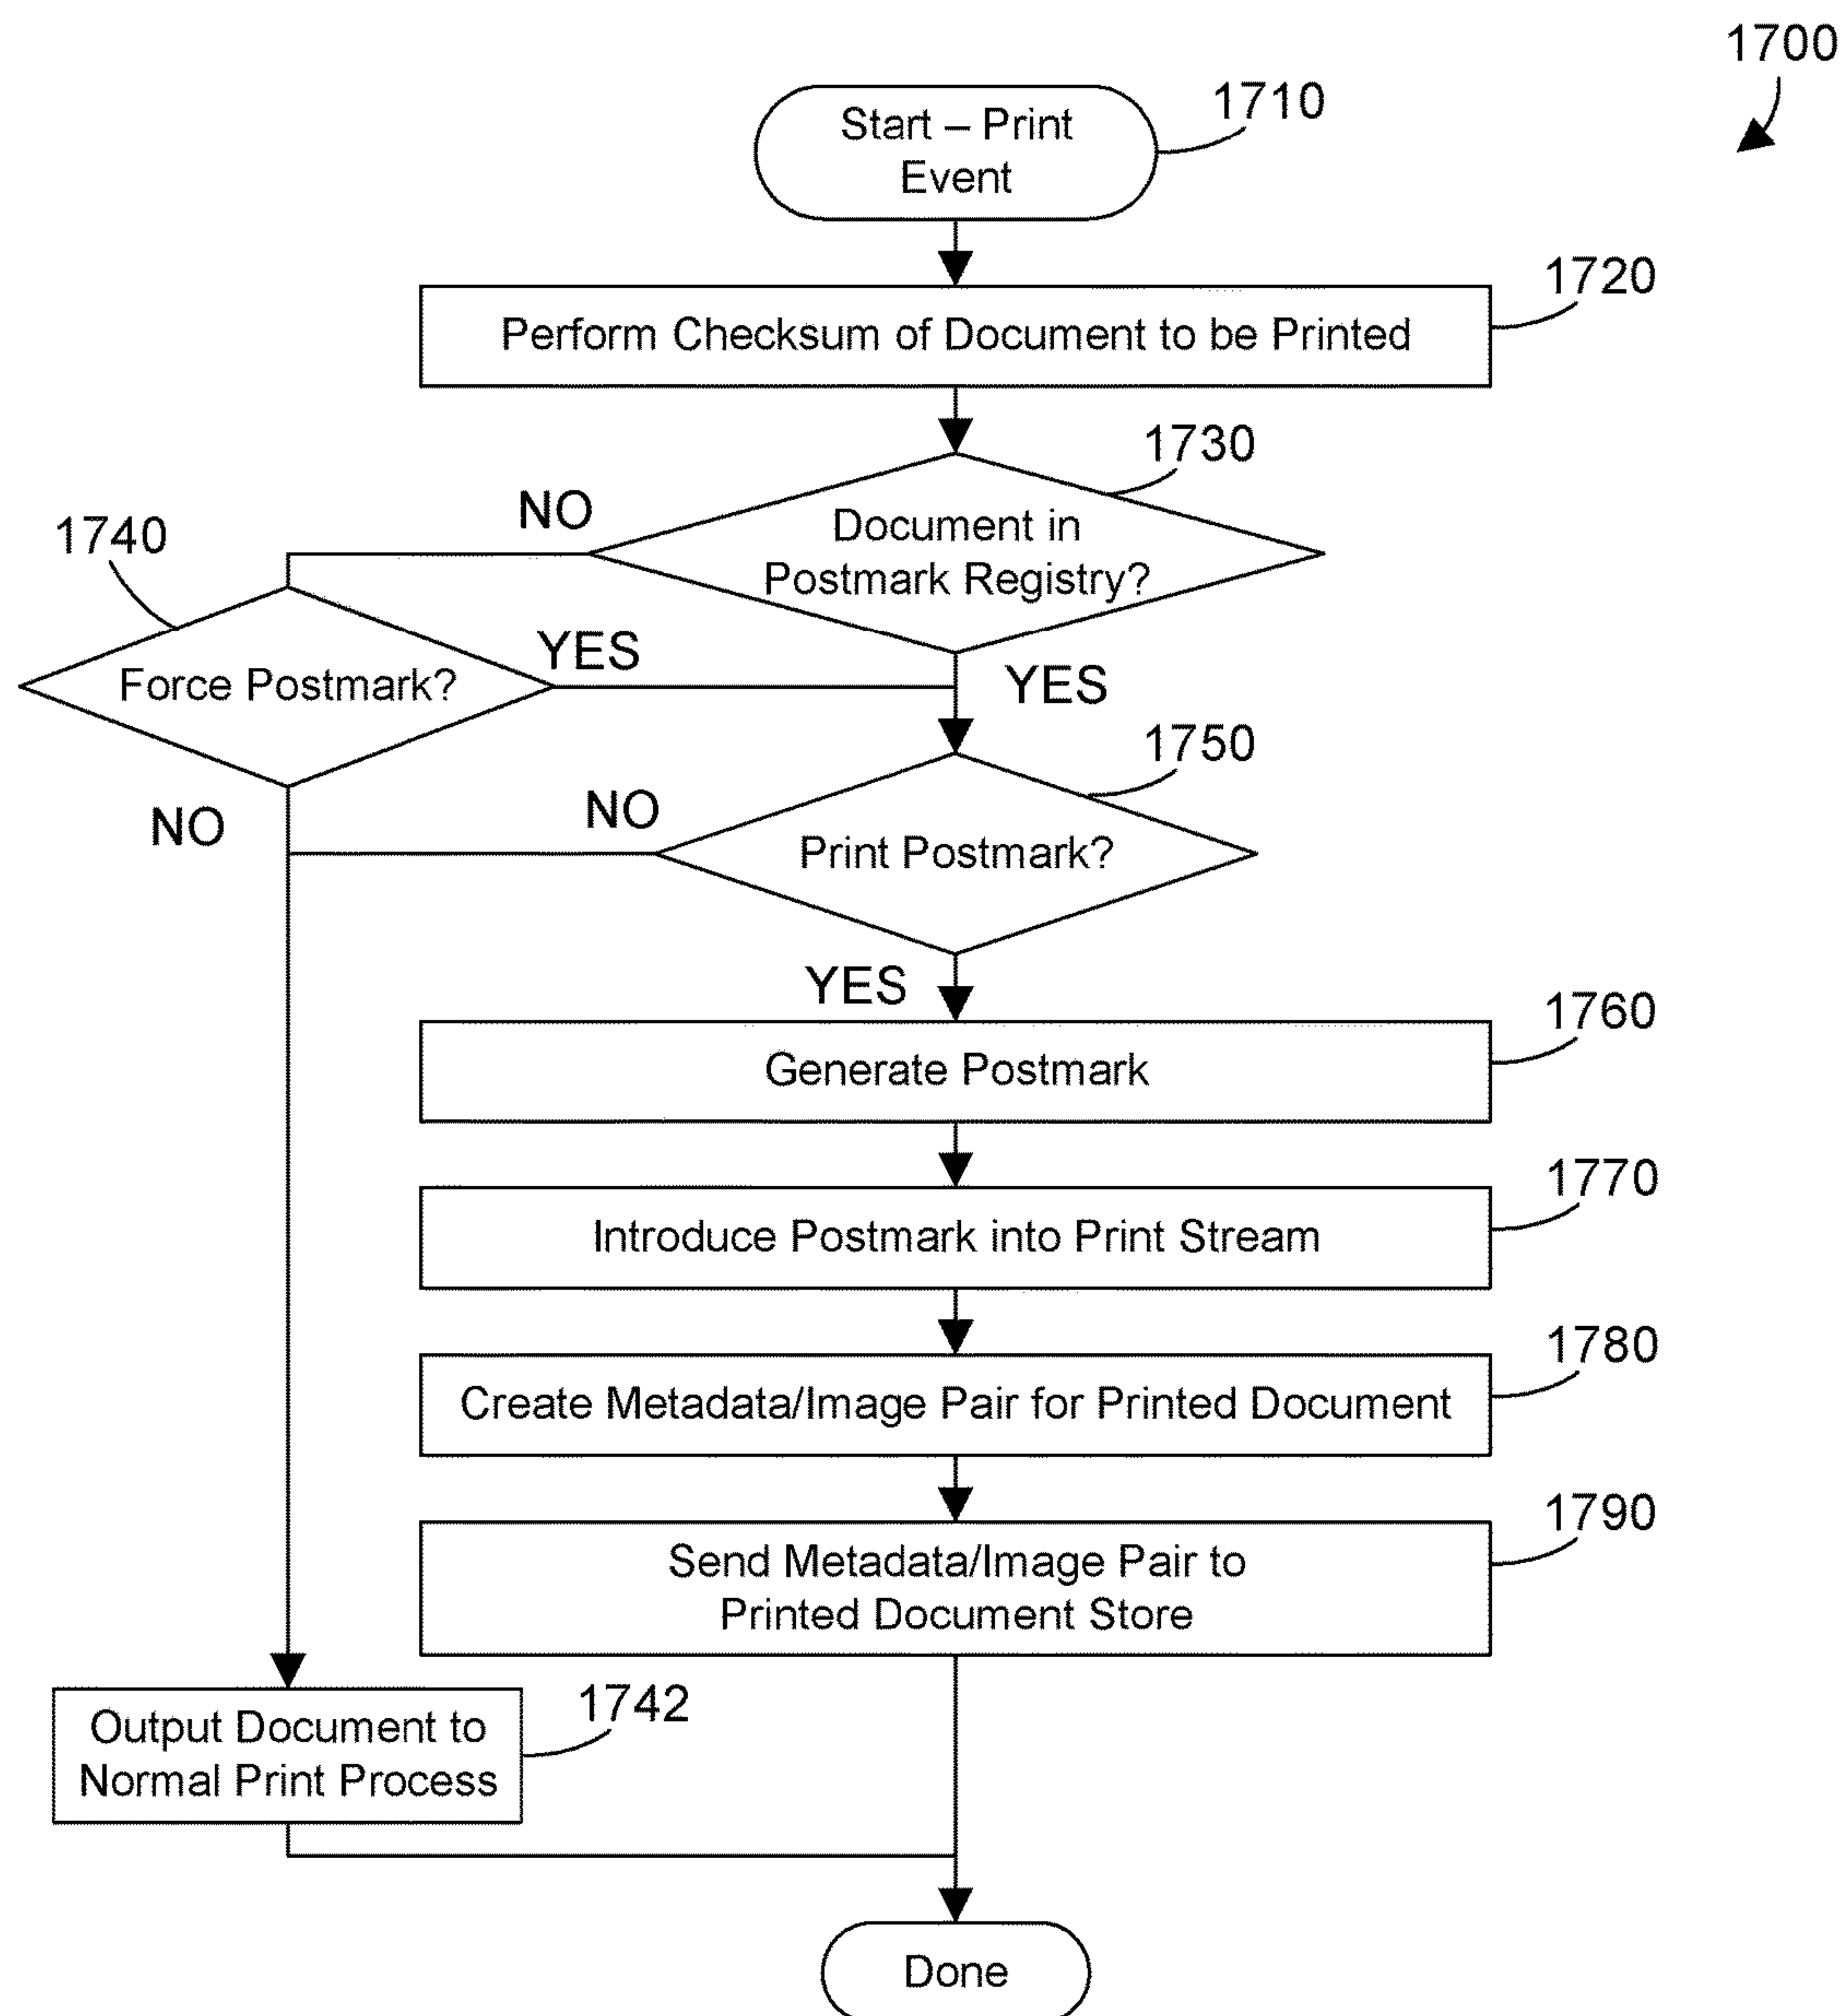 1700
Start – Print
Event
1710
Perform Checksum of Document to be Printed
1720
Document in
Postmark Registry?
1730
NO
YES
Force Postmark?
1740
YES
NO
Print Postmark?
1750
NO
YES
Generate Postmark
1760
Introduce Postmark into Print Stream
1770
Create Metadata/Image Pair for Printed Document
1780
Send Metadata/Image Pair to
Printed Document Store
1790
Output Document to
Normal Print Process
1742
Done